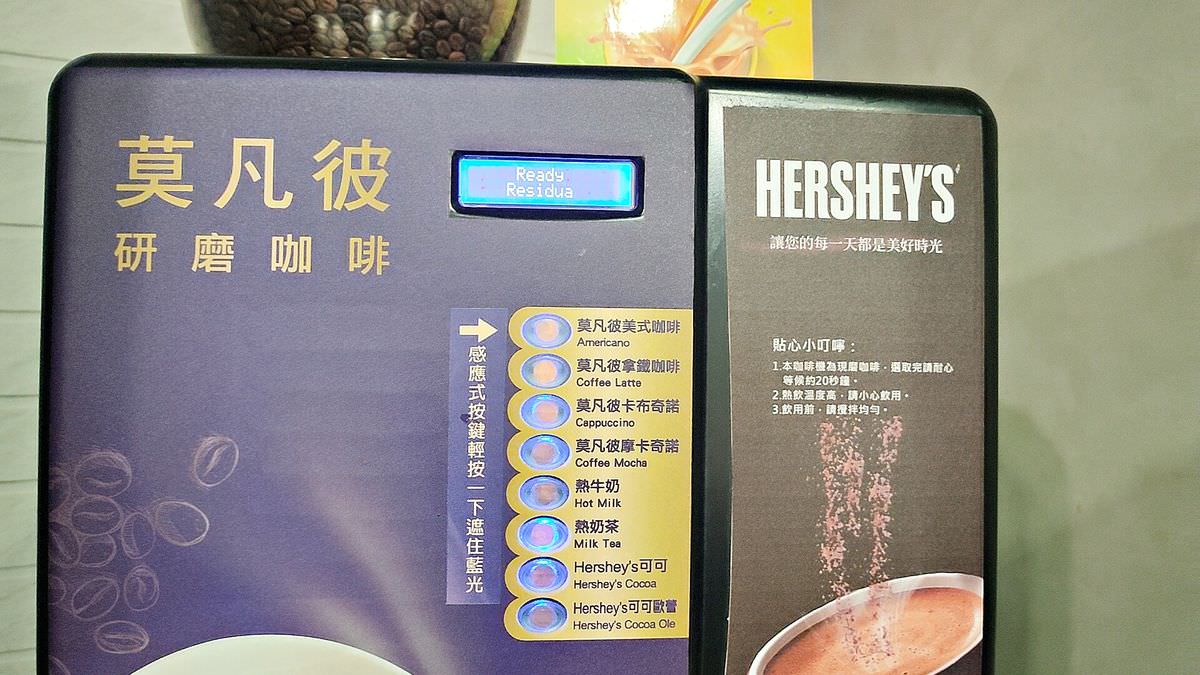 莫凡彼
研磨咖啡
Ready
Residua
感應式按鍵輕按一下遮住藍光
莫凡彼美式咖啡
Americano
莫凡彼拿鐵咖啡
Coffee Latte
莫凡彼卡布奇諾
Cappuccino
莫凡彼摩卡奇諾
Coffee Mocha
熱牛奶
Hot Milk
熱奶茶
Milk Tea
Hershey's可可
Hershey's Cocoa
Hershey's可可歐蕾
Hershey's Cocoa Ole
HERSHEY'S
讓您的每一天都是美好時光
貼心小叮嚀：
1.本咖啡機為現磨咖啡，選取完請耐心
等候約20秒鐘。
2.熱飲溫度高，請小心飲用。
3.飲用前，請攪拌均勻。